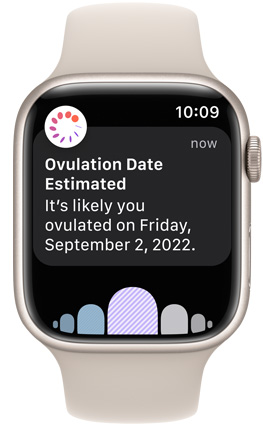 10:09
now
Ovulation Date
Estimated
It's likely you
ovulated on Friday,
September 2, 2022.